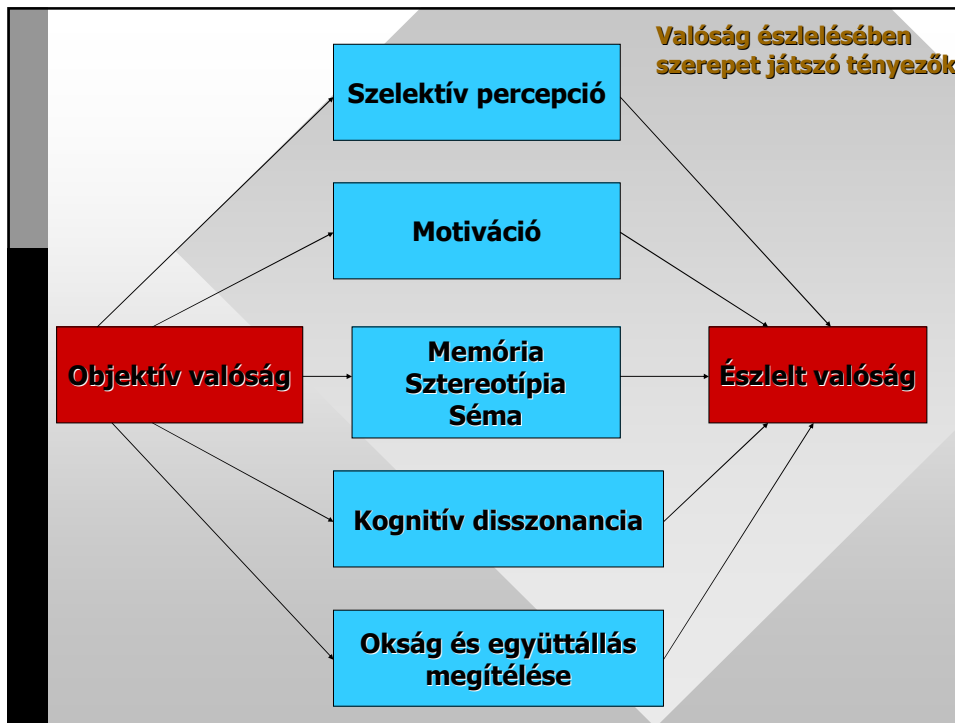 Valóság észlelésében
szerepet játszó tényezők
Szelektív percepció
Motiváció
Objektív valóság
Memória
Sztereotípia
Séma
Észlelt valóság
Kognitív disszonancia
Okság és együttállás
megítélése